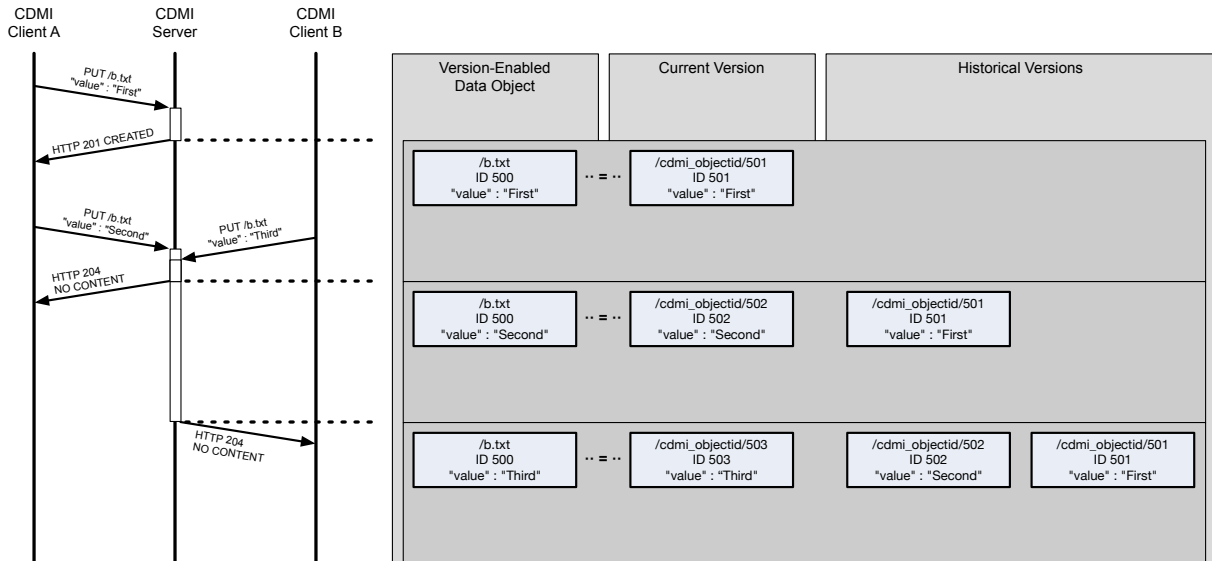 CDMI
Client A
CDMI
Server
CDMI
Client B
PUT /b.txt
"value" : "First"
HTTP 201 CREATED
PUT /b.txt
"value" : "Second"
PUT /b.txt
"value" : "Third"
HTTP 204
NO CONTENT
HTTP 204
NO CONTENT
Version-Enabled
Data Object
Current Version
Historical Versions
/b.txt
ID 500
"value" : "First"
·· = ··
/cdmi_objectid/501
ID 501
"value" : "First"
/b.txt
ID 500
"value" : "Second"
·· = ··
/cdmi_objectid/502
ID 502
"value" : "Second"
/cdmi_objectid/501
ID 501
"value" : "First"
/b.txt
ID 500
"value" : "Third"
·· = ··
/cdmi_objectid/503
ID 503
"value" : “Third"
/cdmi_objectid/502
ID 502
"value" : "Second"
/cdmi_objectid/501
ID 501
"value" : "First"